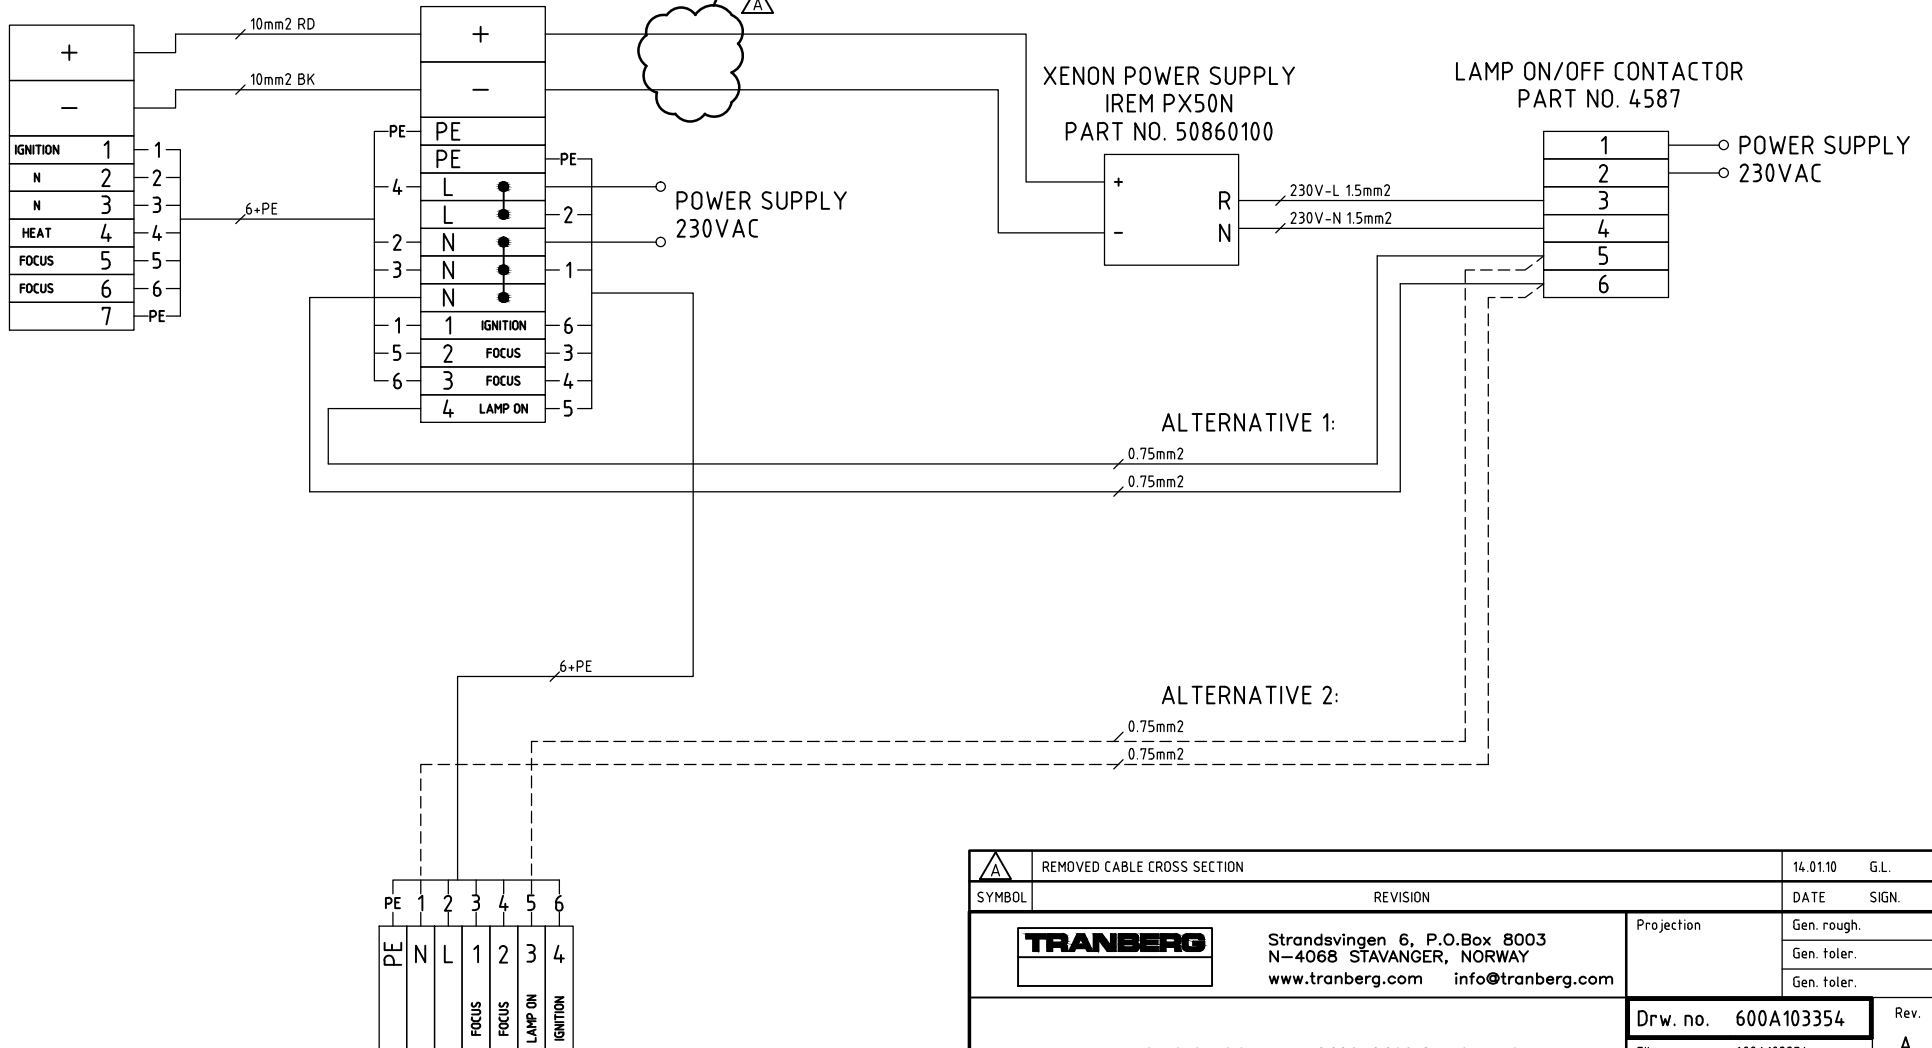 10mm2 RD
10mm2 BK
+
−
IGNITION 1 1
N 2 2
N 3 3
HEAT 4 4
FOCUS 5 5
FOCUS 6 6
7 PE
6+PE
+
−
PE PE
PE PE
4 L
L 2
2 N
3 N 1
N
1 1 IGNITION 6
5 2 FOCUS 3
6 3 FOCUS 4
4 LAMP ON 5
A
POWER SUPPLY
230VAC
XENON POWER SUPPLY
IREM PX50N
PART NO. 50860100
+
−
R
N
230V-L 1.5mm2
230V-N 1.5mm2
LAMP ON/OFF CONTACTOR
PART NO. 4587
1
2
3
4
5
6
POWER SUPPLY
230VAC
ALTERNATIVE 1:
0.75mm2
0.75mm2
6+PE
ALTERNATIVE 2:
0.75mm2
0.75mm2
PE 1 2 3 4 5 6
PE N L 1 2 3 4
FOCUS
FOCUS
LAMP ON
IGNITION
A REMOVED CABLE CROSS SECTION 14.01.10 G.L.
SYMBOL REVISION DATE SIGN.
TRANBERG
Strandsvingen 6, P.O.Box 8003
N-4068 STAVANGER, NORWAY
www.tranberg.com info@tranberg.com
Projection
Gen. rough.
Gen. toler.
Gen. toler.
Drw. no. 600A103354
Rev.
A